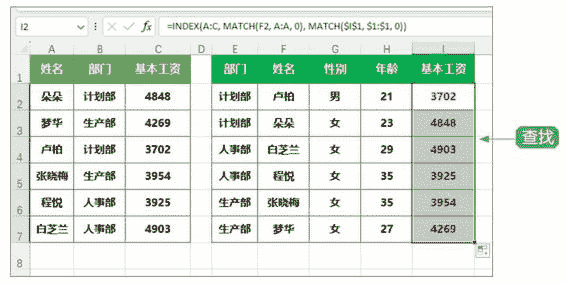 I2 =INDEX(A:C, MATCH(F2, A:A, 0), MATCH($I$1, $1:$1, 0))
A B C D E F G H I
1 姓名 部门 基本工资 部门 姓名 性别 年龄 基本工资
2 朵朵 计划部 4848 计划部 卢柏 男 21 3702
3 梦华 生产部 4269 计划部 朵朵 女 23 4848
4 卢柏 计划部 3702 人事部 白芝兰 女 29 4903
5 张晓梅 生产部 3954 人事部 程悦 女 35 3925
6 程悦 人事部 3925 生产部 张晓梅 女 35 3954
7 白芝兰 人事部 4903 生产部 梦华 女 27 4269
8
查找